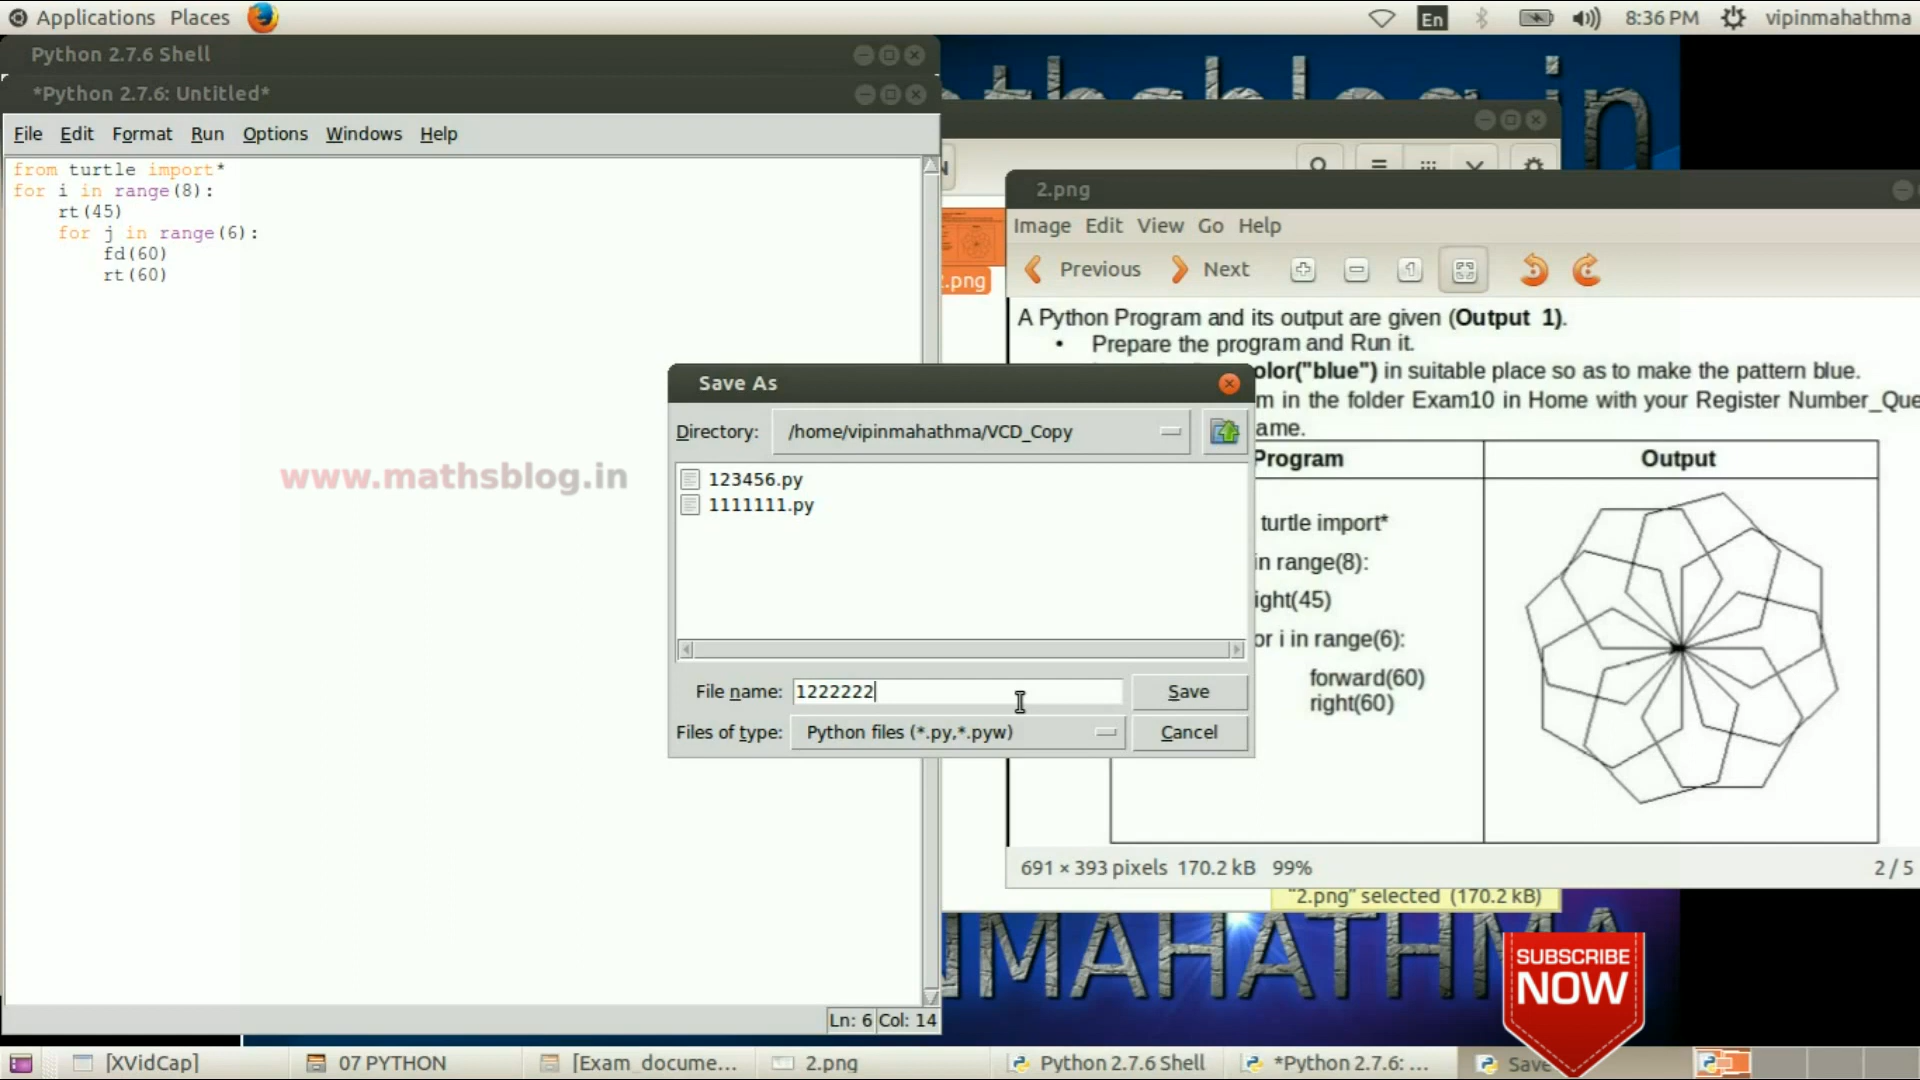 Applications Places
En 8:36 PM vipinmahathma
Python 2.7.6 Shell
*Python 2.7.6: Untitled*
File Edit Format Run Options Windows Help
from turtle import*
for i in range(8):
rt(45)
for j in range(6):
fd(60)
rt(60)
www.mathsblog.in
Ln: 6 Col: 14
.png
2.png
Image Edit View Go Help
Previous Next
A Python Program and its output are given (Output 1).
• Prepare the program and Run it.
olor("blue") in suitable place so as to make the pattern blue.
m in the folder Exam10 in Home with your Register Number_Que
ame.
Program Output
turtle import*
in range(8):
ight(45)
or i in range(6):
forward(60)
right(60)
691 × 393 pixels 170.2 kB 99% 2 / 5
"2.png" selected (170.2 kB)
Save As
Directory: /home/vipinmahathma/VCD_Copy
123456.py
1111111.py
File name: 1222222 Save
Files of type: Python files (*.py,*.pyw) Cancel
NMAHATHM
SUBSCRIBE
NOW
[XVidCap] 07 PYTHON [Exam_docume... 2.png Python 2.7.6 Shell *Python 2.7.6: ... Save